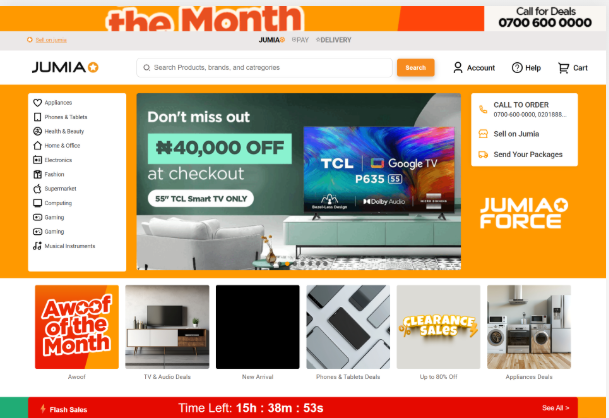 the Month
Call for Deals
0700 600 0000
Sell on Jumia
JUMIA
PAY
DELIVERY
JUMIA
Search Products, brands, and catregories
Search
Account
Help
Cart
Appliances
Phones & Tablets
Health & Beauty
Home & Office
Electronics
Fashion
Supermarket
Computing
Gaming
Gaming
Musical Instruments
Don't miss out
₦40,000 OFF
at checkout
55" TCL Smart TV ONLY
TCL
Google TV
P635 55
Bezel-Less Design
Dolby Audio
CALL TO ORDER
0700-600-0000, 0201888...
Sell on Jumia
Send Your Packages
JUMIA
FORCE
Awoof
of the
Month
CLEARANCE
SALES
Awoof
TV & Audio Deals
New Arrival
Phones & Tablets Deals
Up to 80% Off
Appliances Deals
Flash Sales
Time Left: 15h : 38m : 53s
See All >